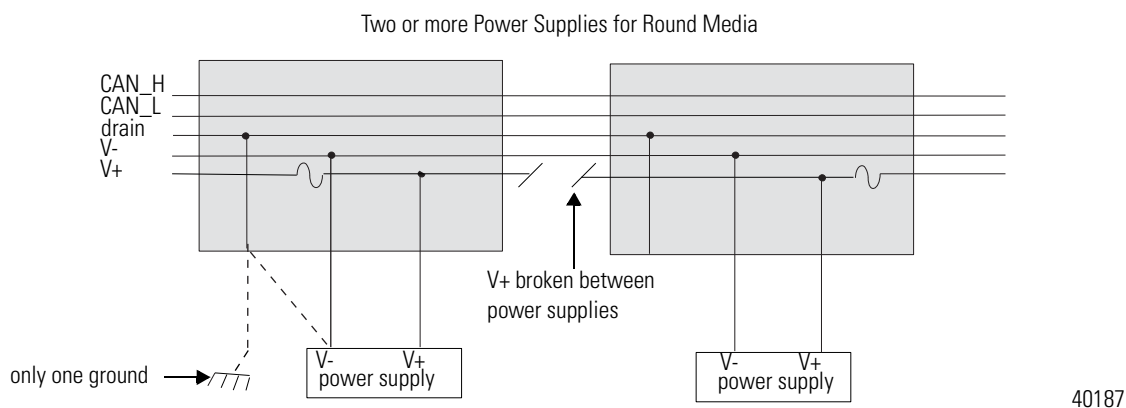 Two or more Power Supplies for Round Media
CAN_H
CAN_L
drain
V-
V+
V+ broken between
power supplies
V- V+
power supply
V- V+
power supply
only one ground
40187